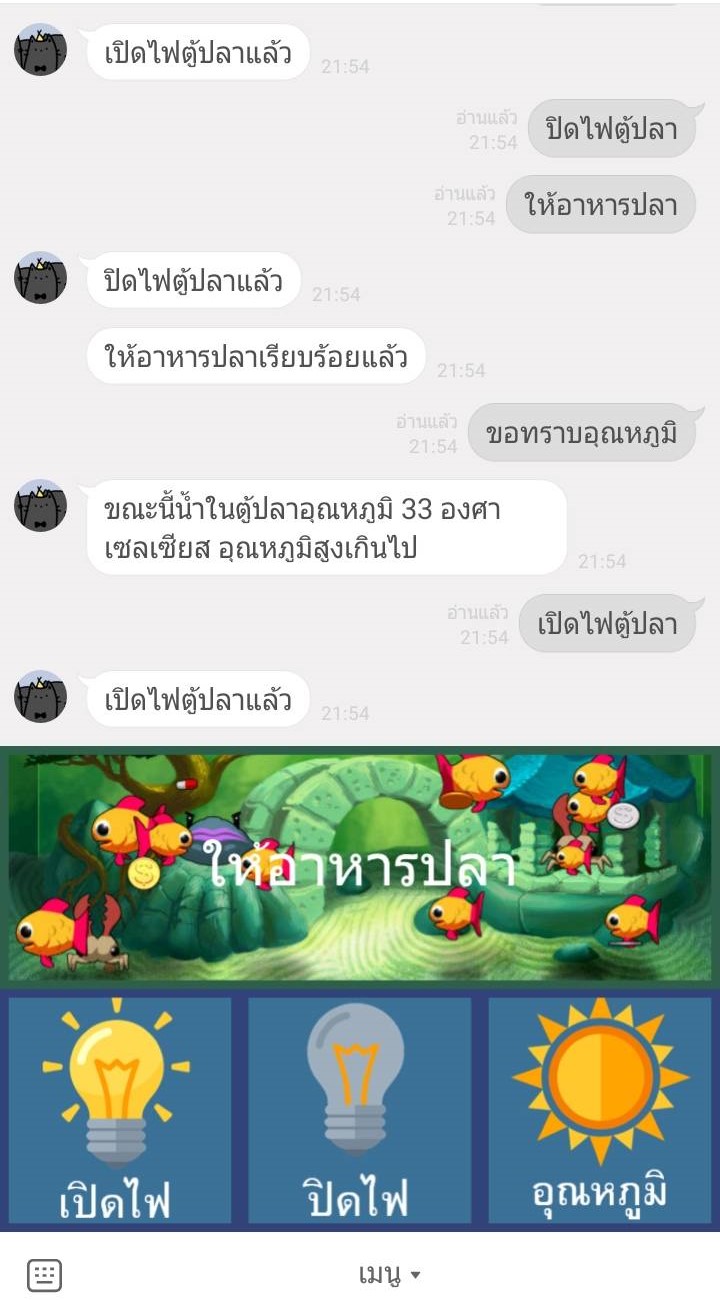 เปิดไฟตู้ปลาแล้ว
21:54
อ่านแล้ว
21:54
ปิดไฟตู้ปลา
อ่านแล้ว
21:54
ให้อาหารปลา
ปิดไฟตู้ปลาแล้ว
21:54
ให้อาหารปลาเรียบร้อยแล้ว
21:54
อ่านแล้ว
21:54
ขอทราบอุณหภูมิ
ขณะนี้น้ำในตู้ปลาอุณหภูมิ 33 องศา
เซลเซียส อุณหภูมิสูงเกินไป
21:54
อ่านแล้ว
21:54
เปิดไฟตู้ปลา
เปิดไฟตู้ปลาแล้ว
21:54
ให้อาหารปลา
เปิดไฟ
ปิดไฟ
อุณหภูมิ
เมนู